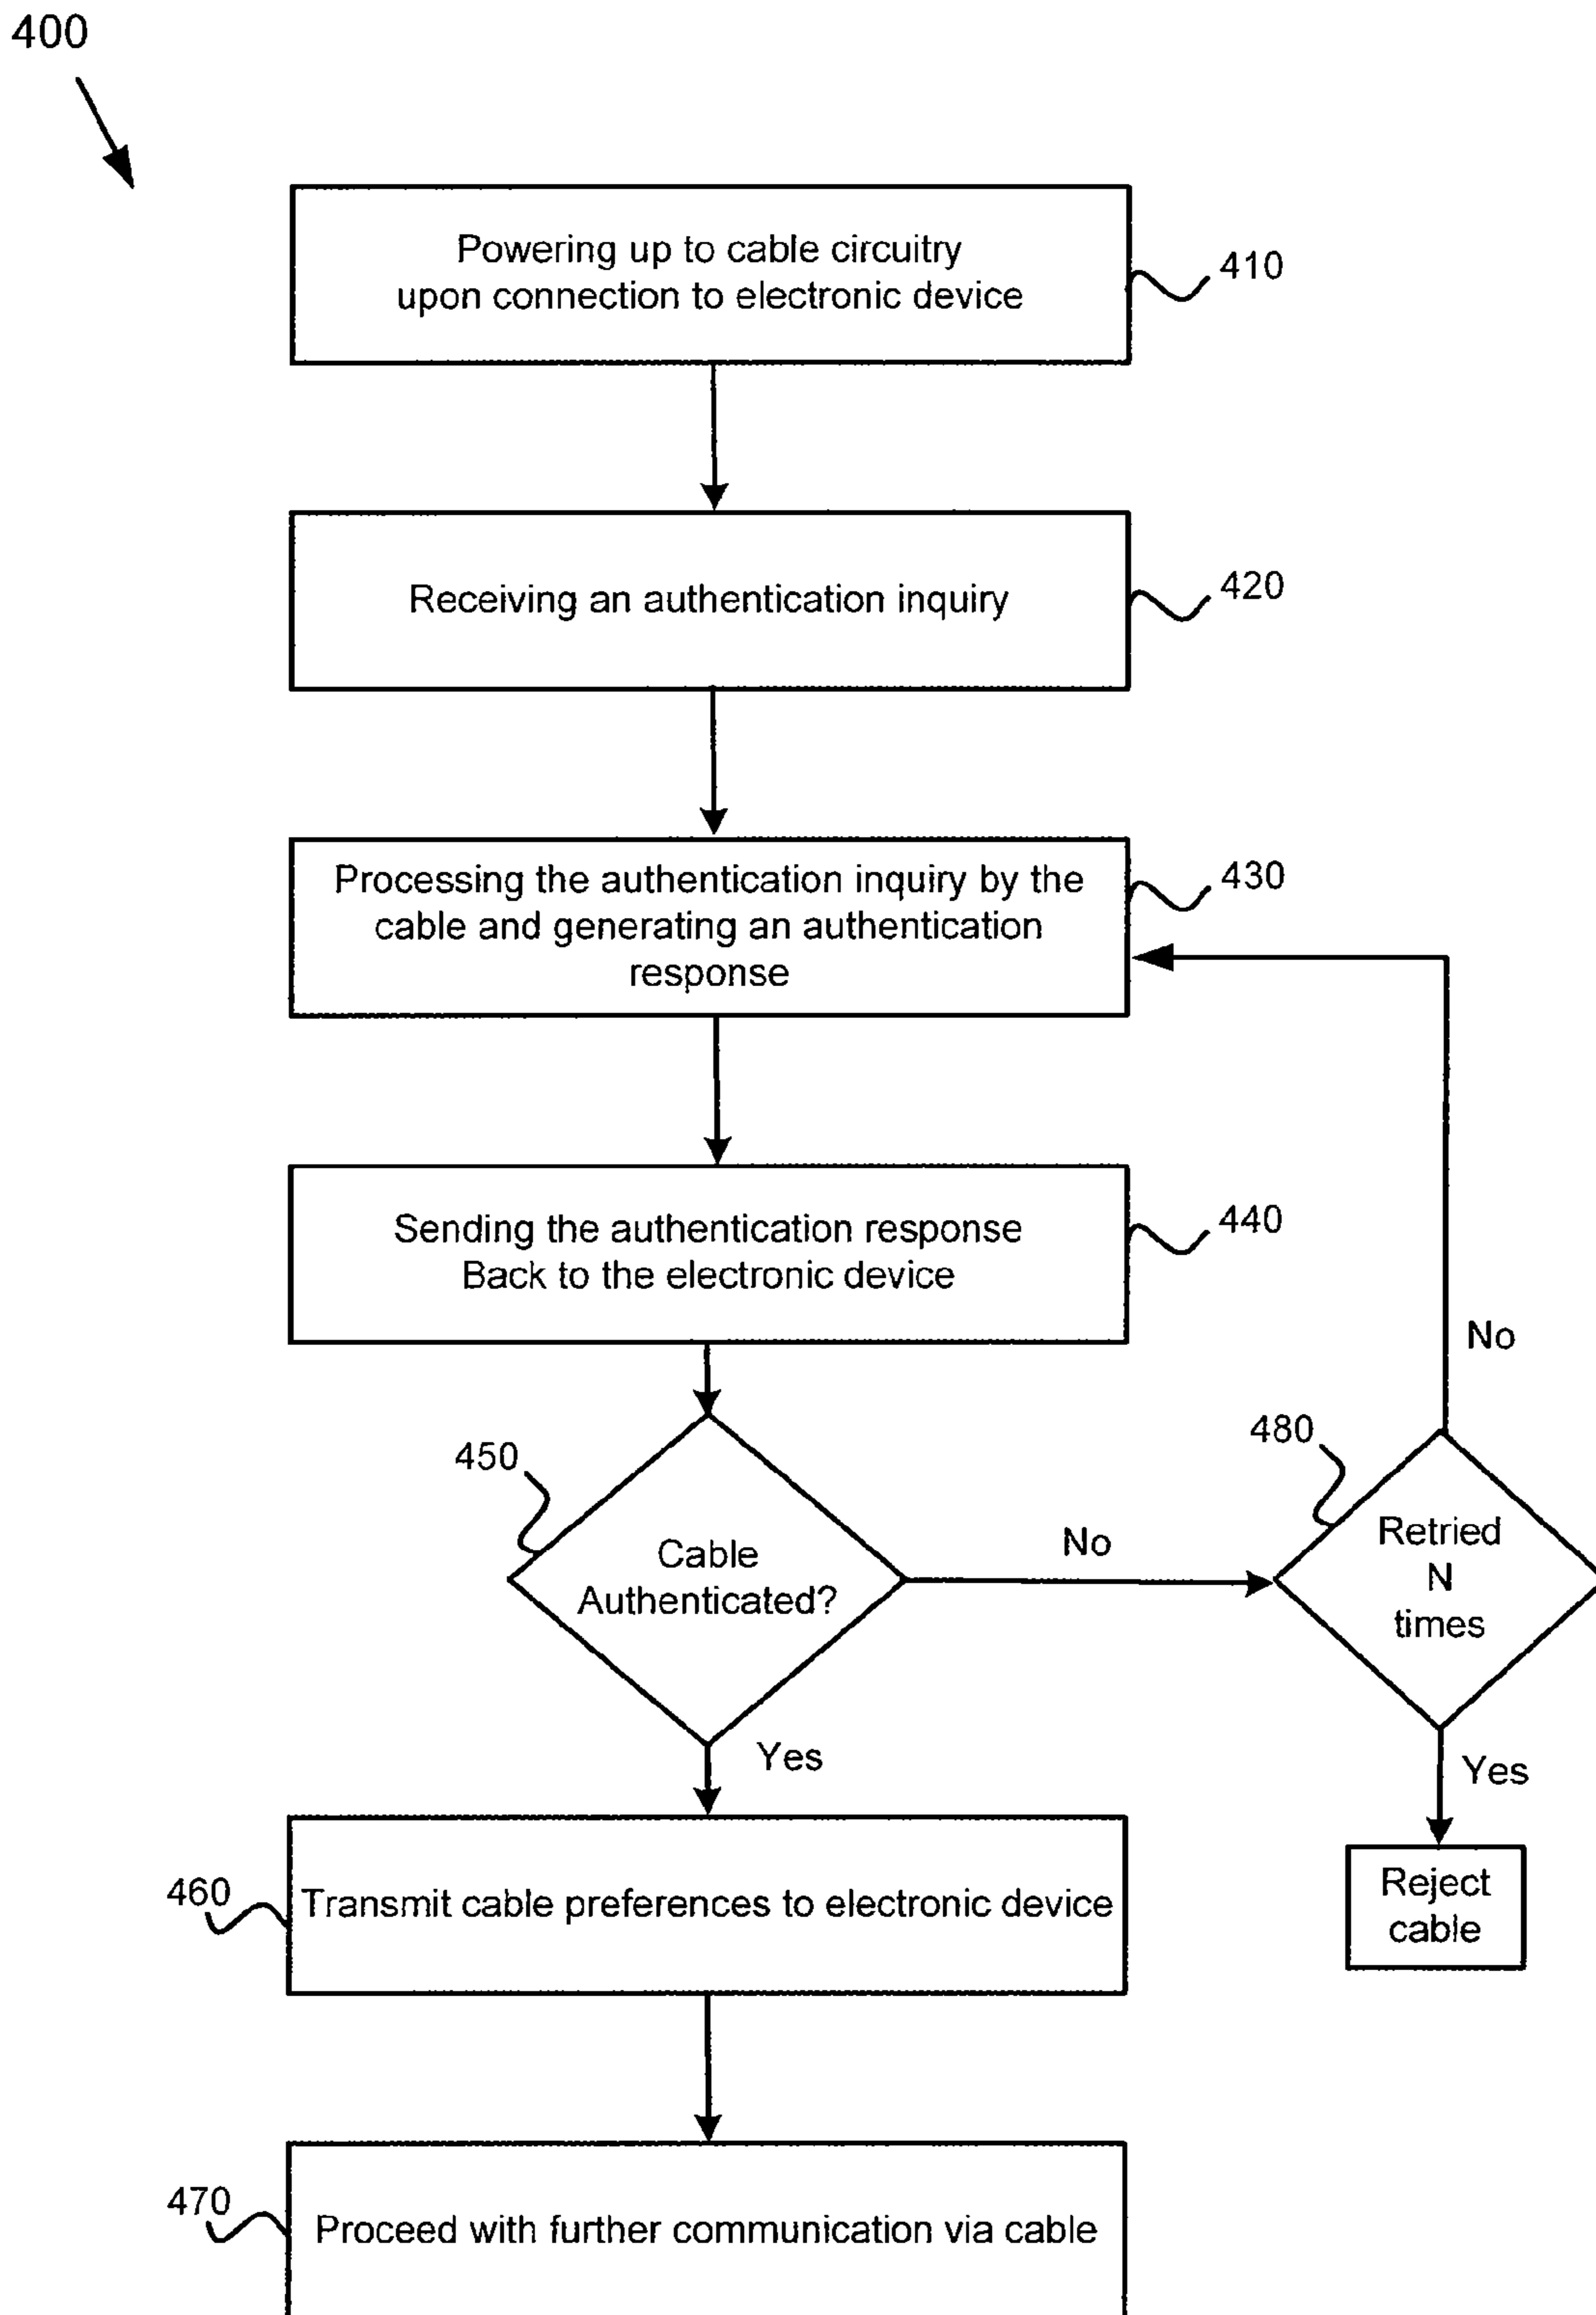 400
Powering up to cable circuitry
upon connection to electronic device
410
Receiving an authentication inquiry
420
Processing the authentication inquiry by the
cable and generating an authentication
response
430
Sending the authentication response
Back to the electronic device
440
No
450
480
Cable
Authenticated?
No
Retried
N
times
Yes
Yes
460
Transmit cable preferences to electronic device
Reject
cable
470
Proceed with further communication via cable